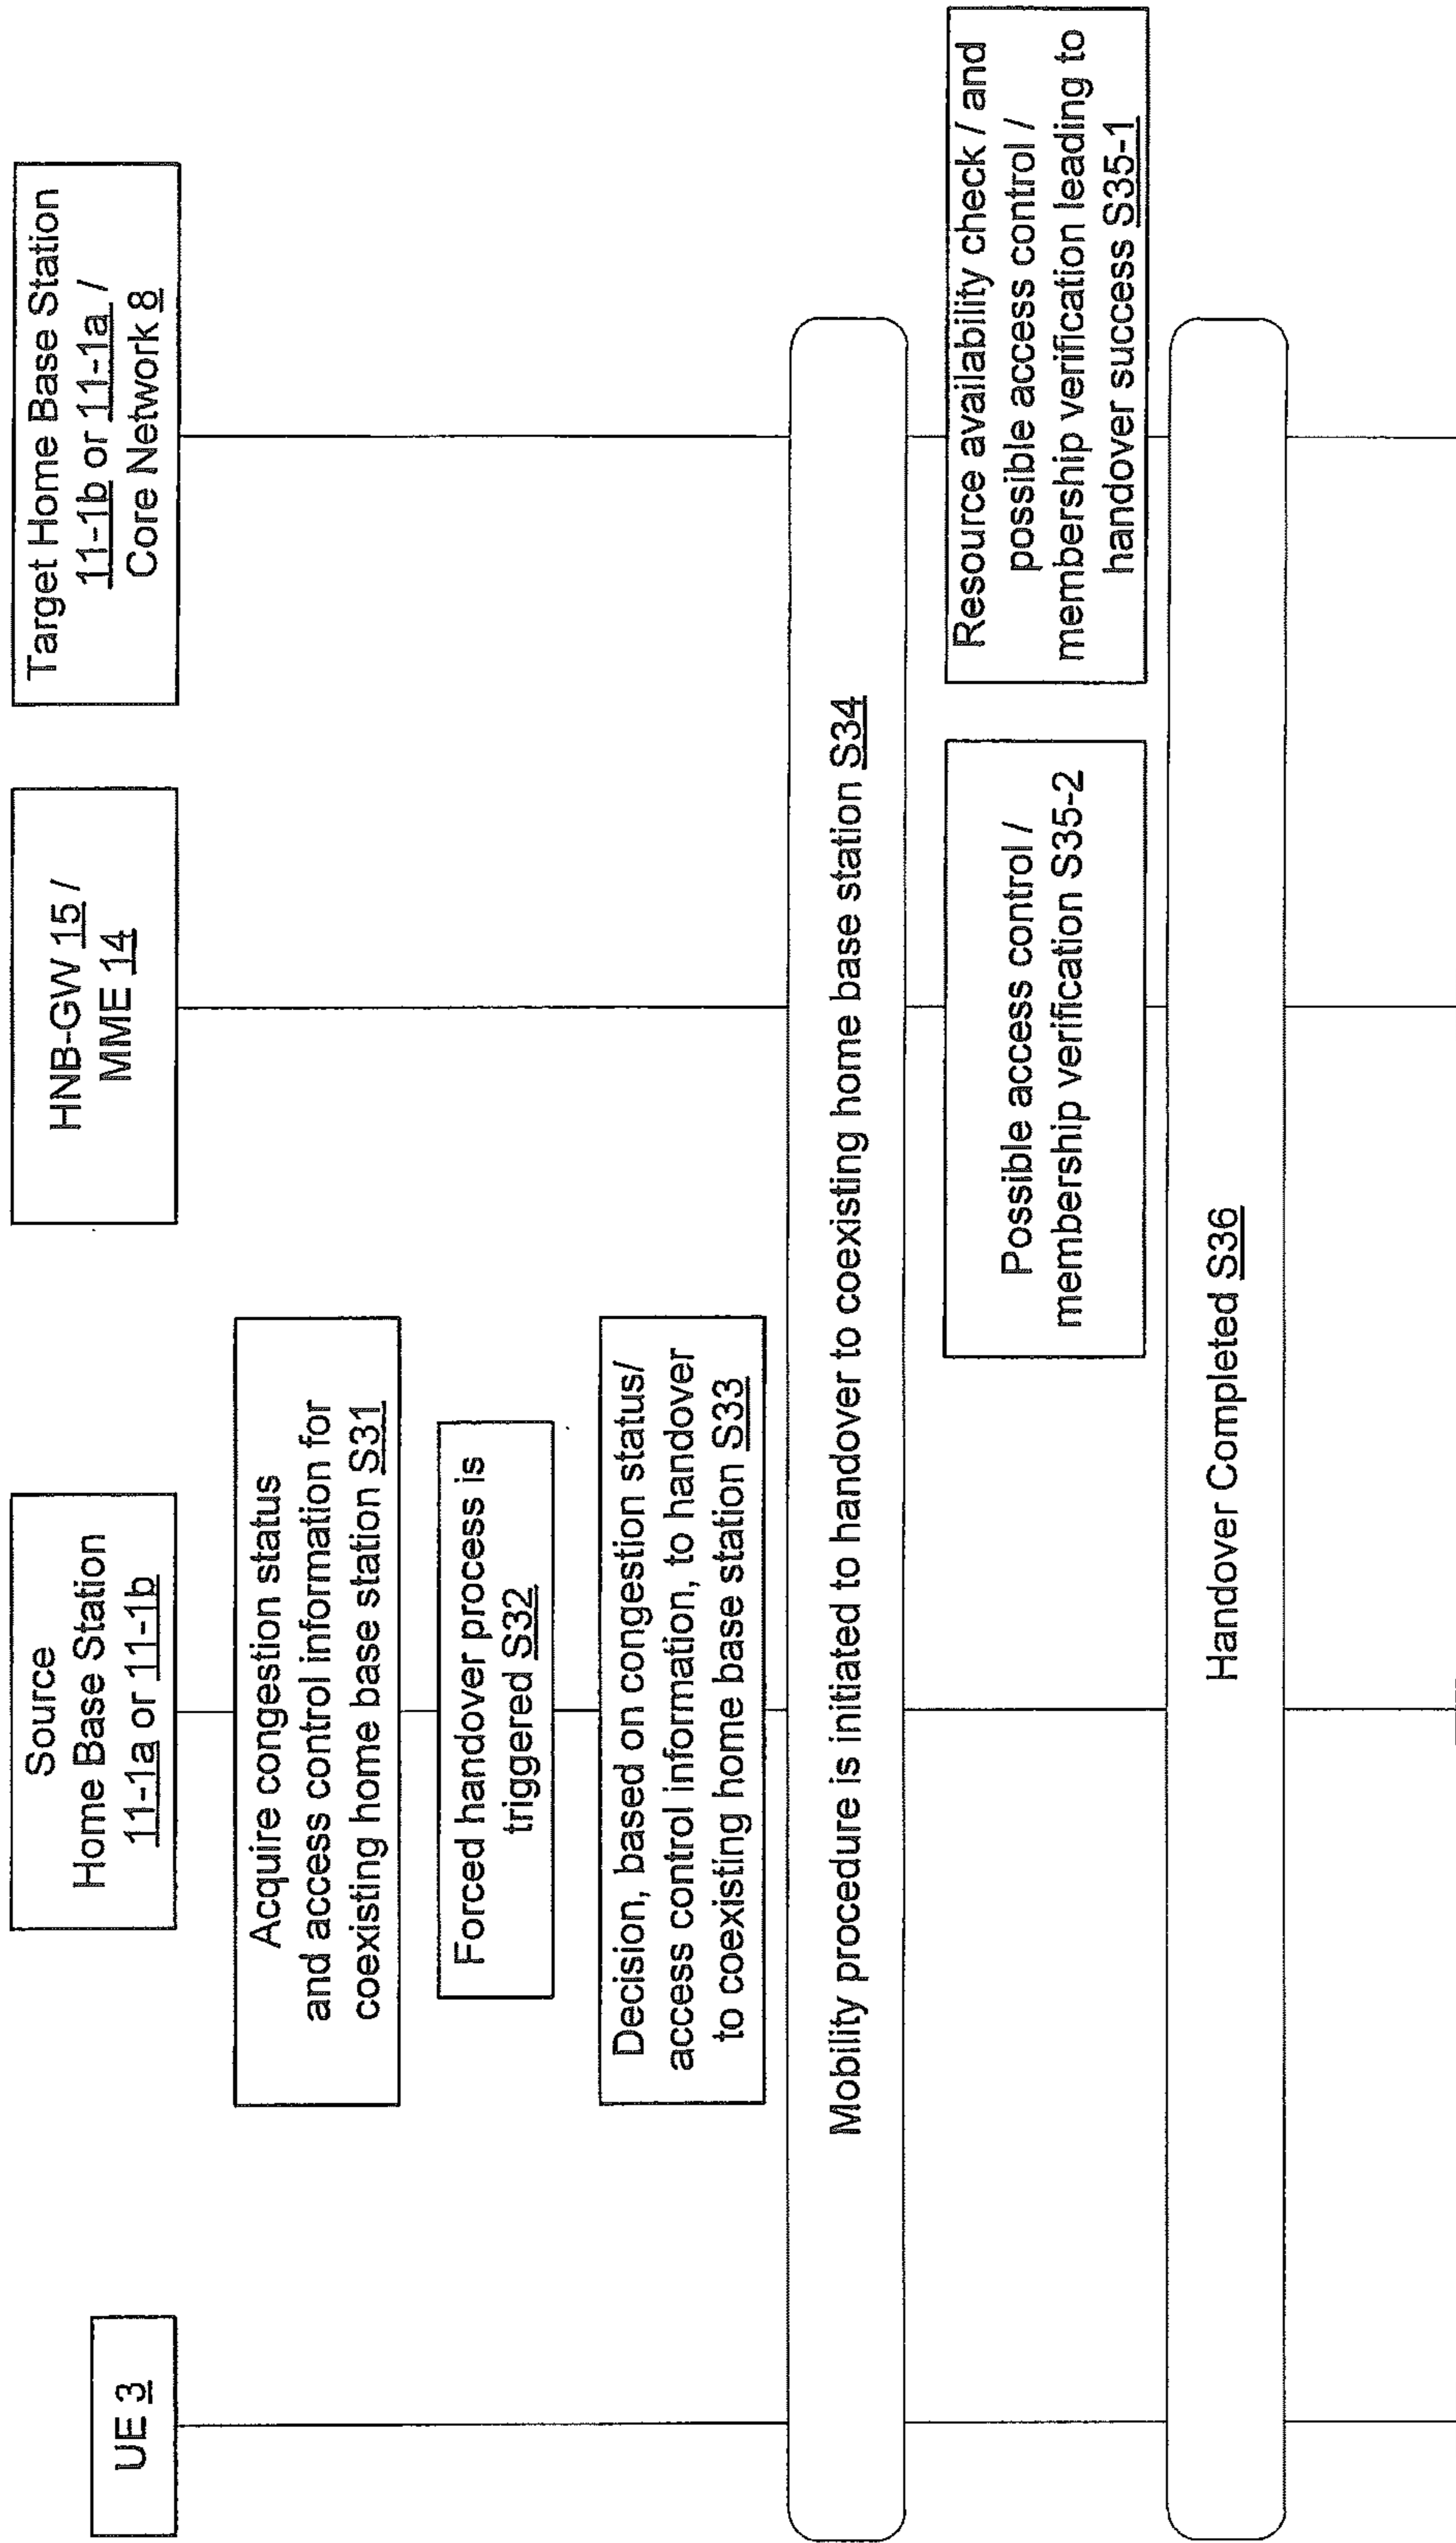 UE 3
Source
Home Base Station
11-1a or 11-1b
HNB-GW 15 /
MME 14
Target Home Base Station
11-1b or 11-1a /
Core Network 8
Acquire congestion status
and access control information for
coexisting home base station S31
Forced handover process is
triggered S32
Decision, based on congestion status/
access control information, to handover
to coexisting home base station S33
Mobility procedure is initiated to handover to coexisting home base station S34
Possible access control /
membership verification S35-2
Resource availability check / and
possible access control /
membership verification leading to
handover success S35-1
Handover Completed S36